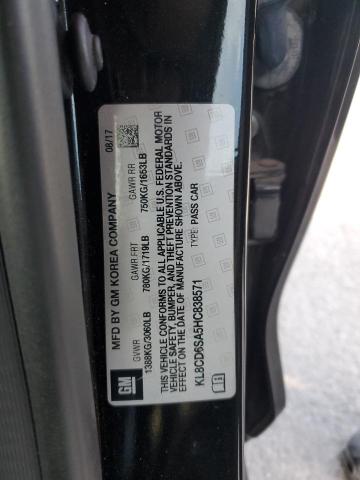 MFD BY GM KOREA COMPANY 08/17
GVWR GAWR FRT GAWR RR
1388KG/3060LB 780KG/1719LB 750KG/1653LB
THIS VEHICLE CONFORMS TO ALL APPLICABLE U.S. FEDERAL MOTOR
VEHICLE SAFETY, BUMPER, AND THEFT PREVENTION STANDARDS IN
EFFECT ON THE DATE OF MANUFACTURE SHOWN ABOVE.
KL8CD6SA5HC838571 TYPE: PASS CAR
GM